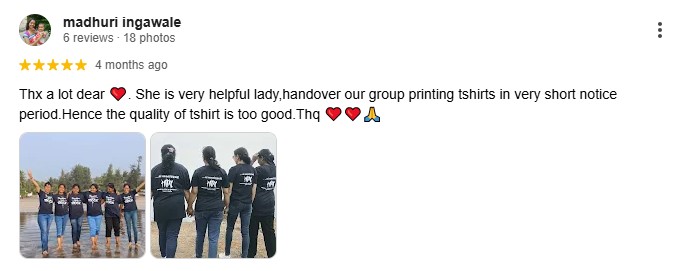 madhuri ingawale
6 reviews · 18 photos
★★★★★ 4 months ago
Thx a lot dear ❤️. She is very helpful lady,handover our group printing tshirts in very short notice
period.Hence the quality of tshirt is too good.Thq ❤️❤️🙏